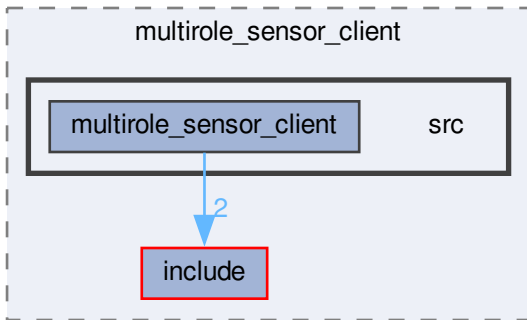 multirole_sensor_client
multirole_sensor_client src
2
include